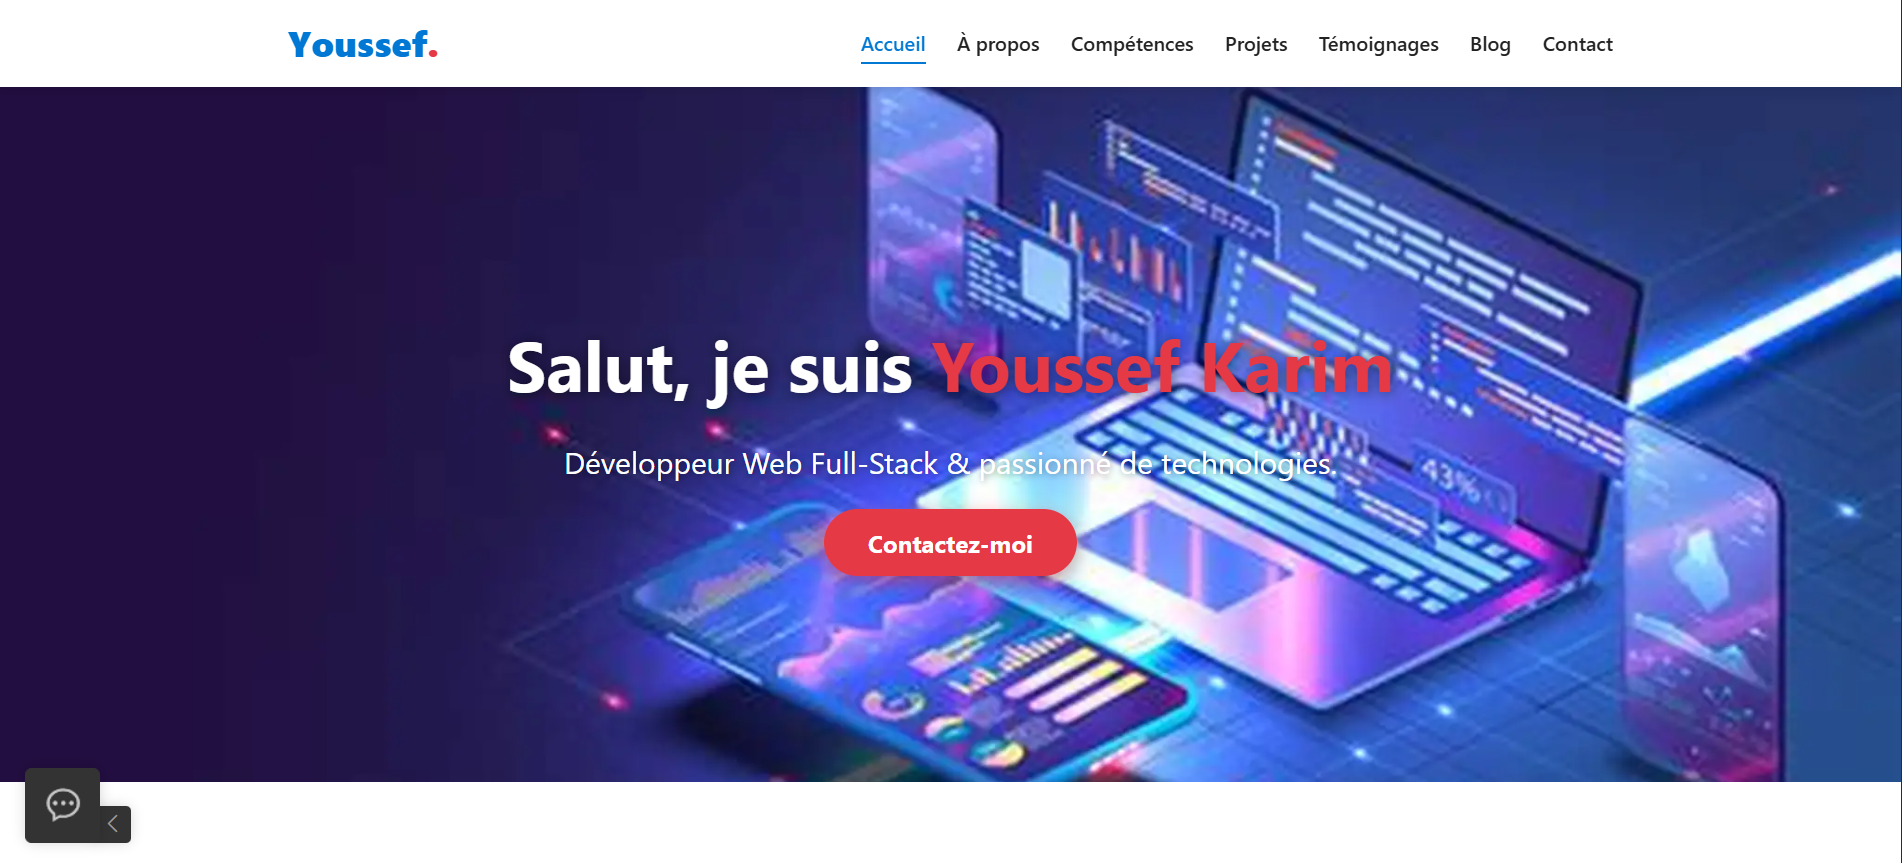 Youssef.
Accueil À propos Compétences Projets Témoignages Blog Contact
Salut, je suis Youssef Karim
Développeur Web Full-Stack & passionné de technologies.
43%
Contactez-moi